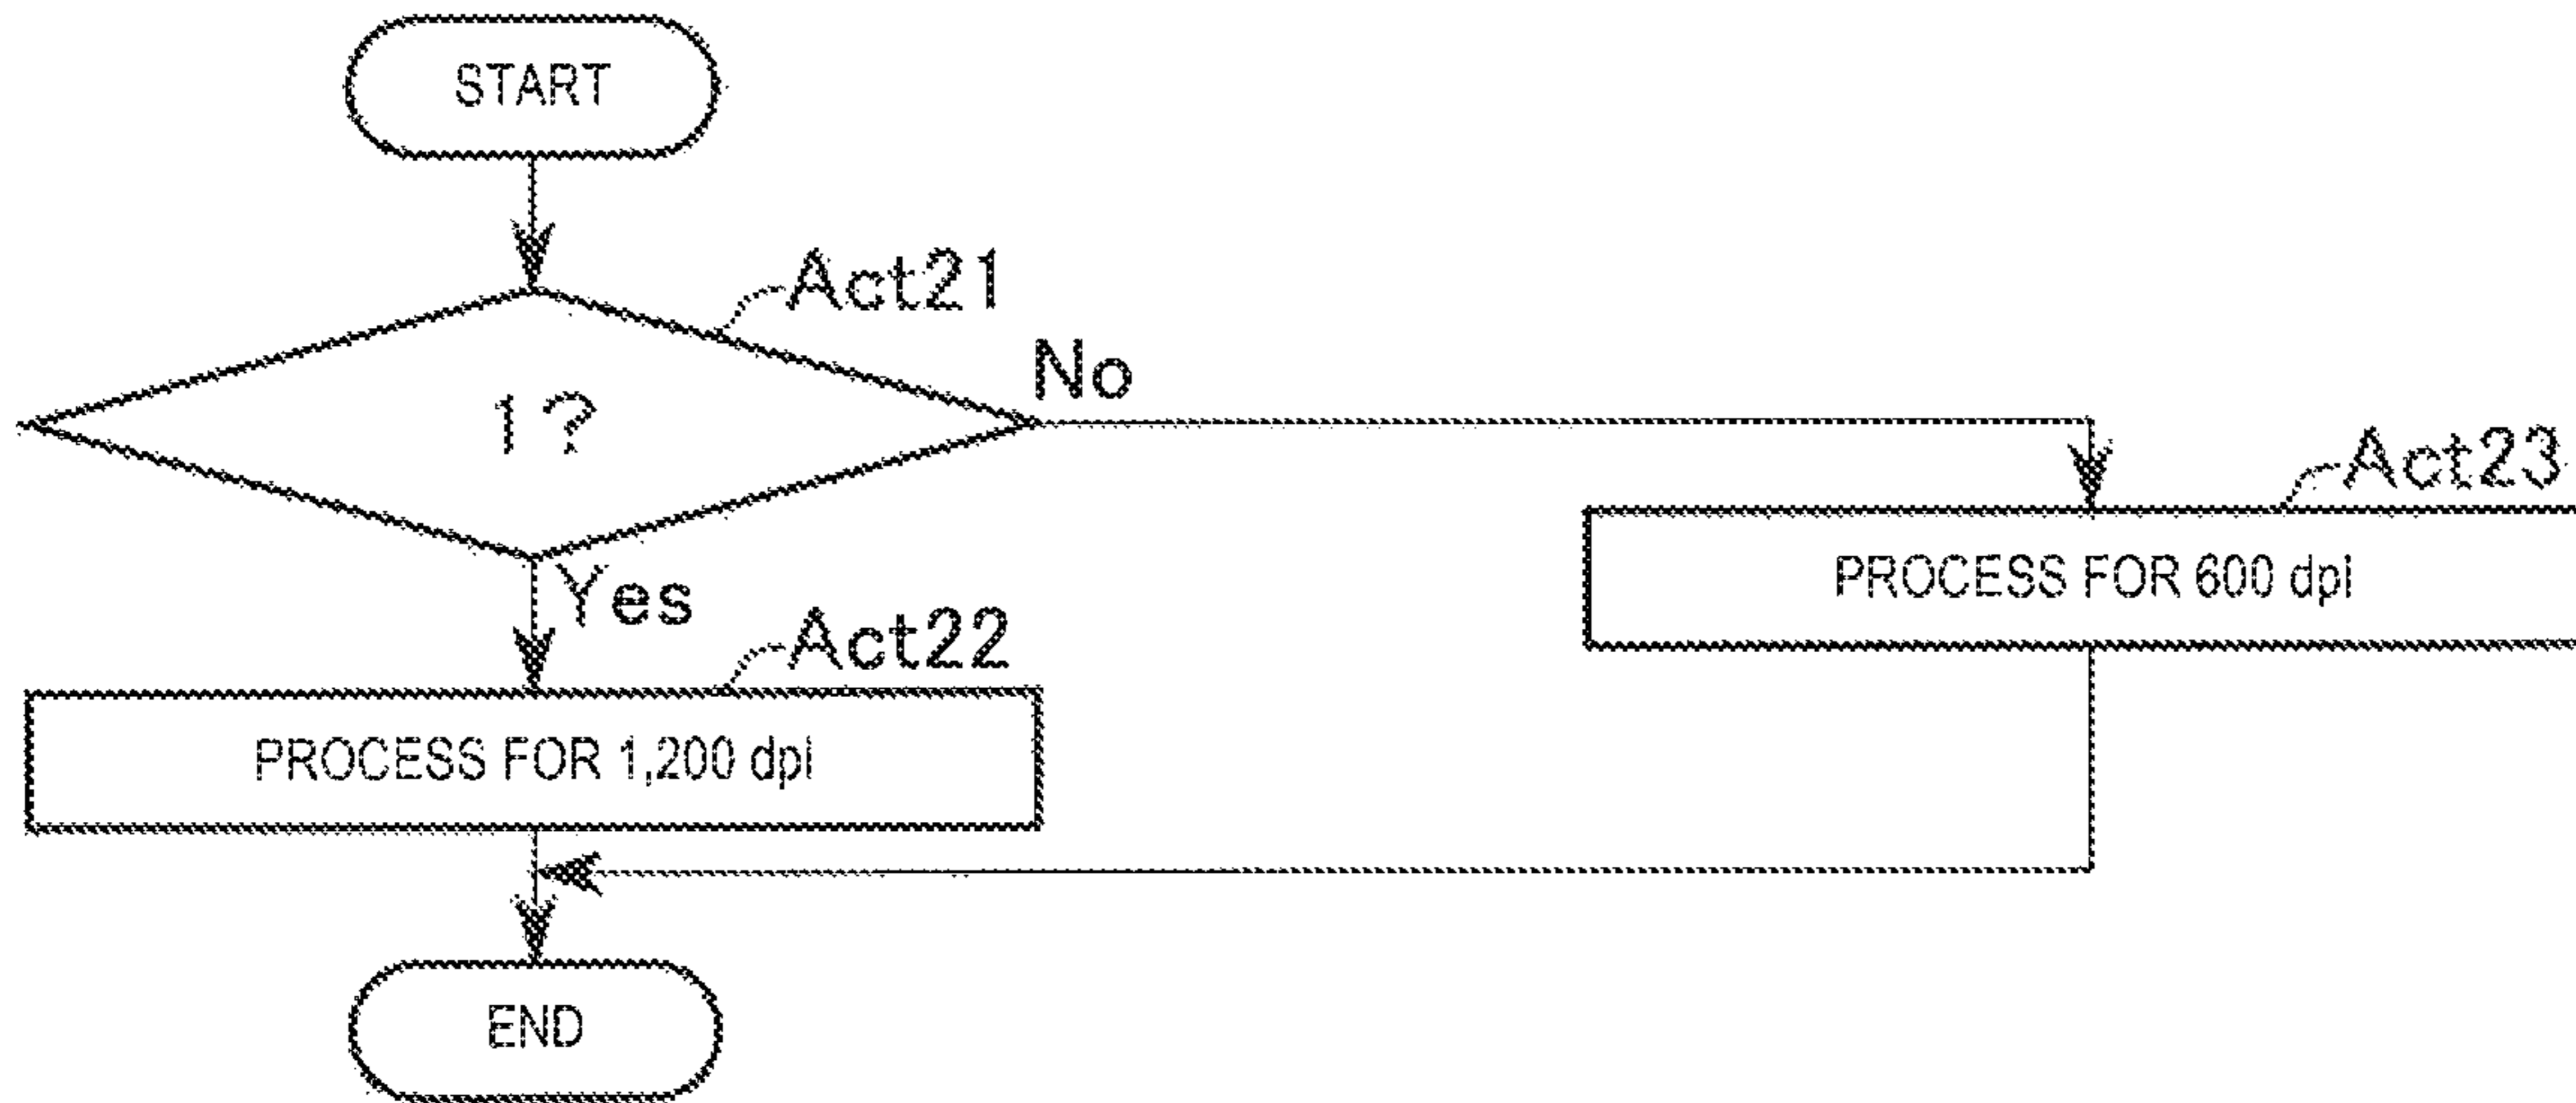 START
Act21
1?
No
Act23
PROCESS FOR 600 dpi
Yes
Act22
PROCESS FOR 1,200 dpi
END